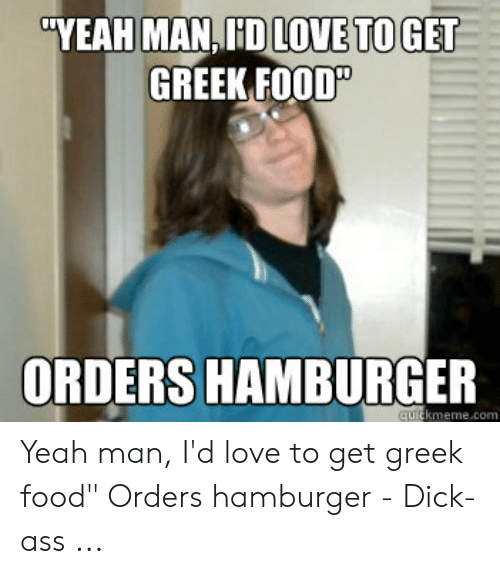 "YEAH MAN, I'D LOVE TO GET
GREEK FOOD"
ORDERS HAMBURGER
quickmeme.com
Yeah man, I'd love to get greek
food" Orders hamburger - Dick-
ass ...